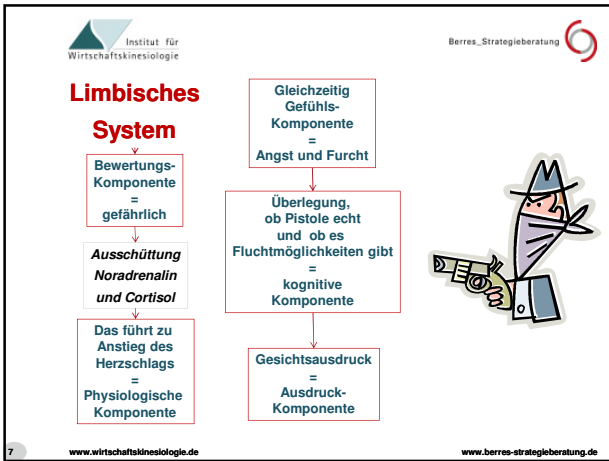 Institut für
Wirtschaftskinesiologie
Berres_Strategieberatung
Limbisches
System
Bewertungs-
Komponente
=
gefährlich
Ausschüttung
Noradrenalin
und Cortisol
Das führt zu
Anstieg des
Herzschlags
=
Physiologische
Komponente
Gleichzeitig
Gefühls-
Komponente
=
Angst und Furcht
Überlegung,
ob Pistole echt
und ob es
Fluchtmöglichkeiten gibt
=
kognitive
Komponente
Gesichtsausdruck
=
Ausdruck-
Komponente
7
www.wirtschaftskinesiologie.de
www.berres-strategieberatung.de